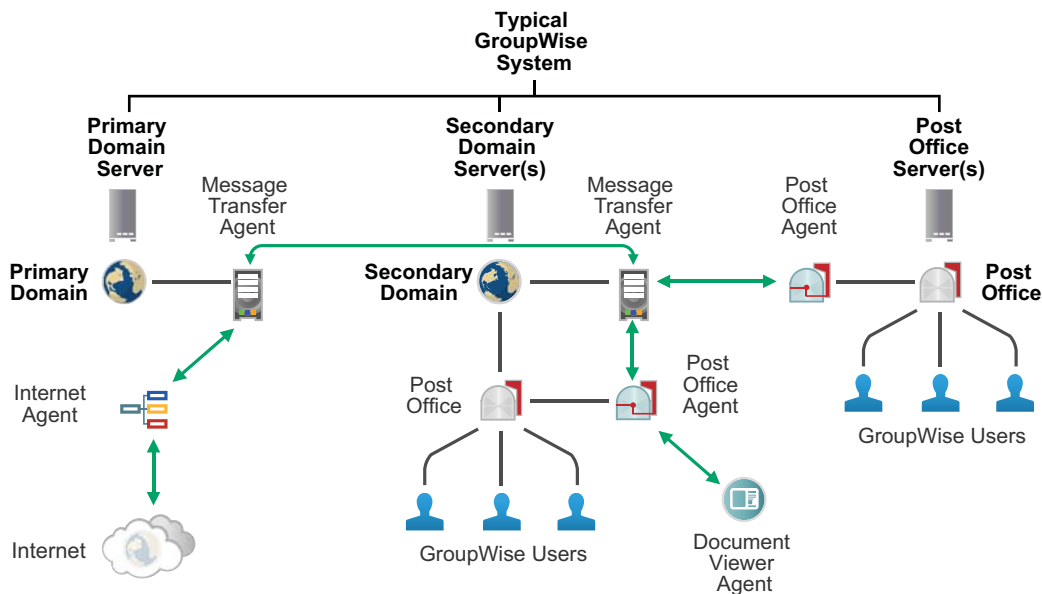 Typical
GroupWise
System
Primary
Domain
Server
Secondary
Domain
Server(s)
Post
Office
Server(s)
Message
Transfer
Agent
Message
Transfer
Agent
Post
Office
Agent
Primary
Domain
Secondary
Domain
Post
Office
Internet
Agent
Post
Office
Post
Office
Agent
GroupWise Users
Internet
GroupWise Users
Document
Viewer
Agent